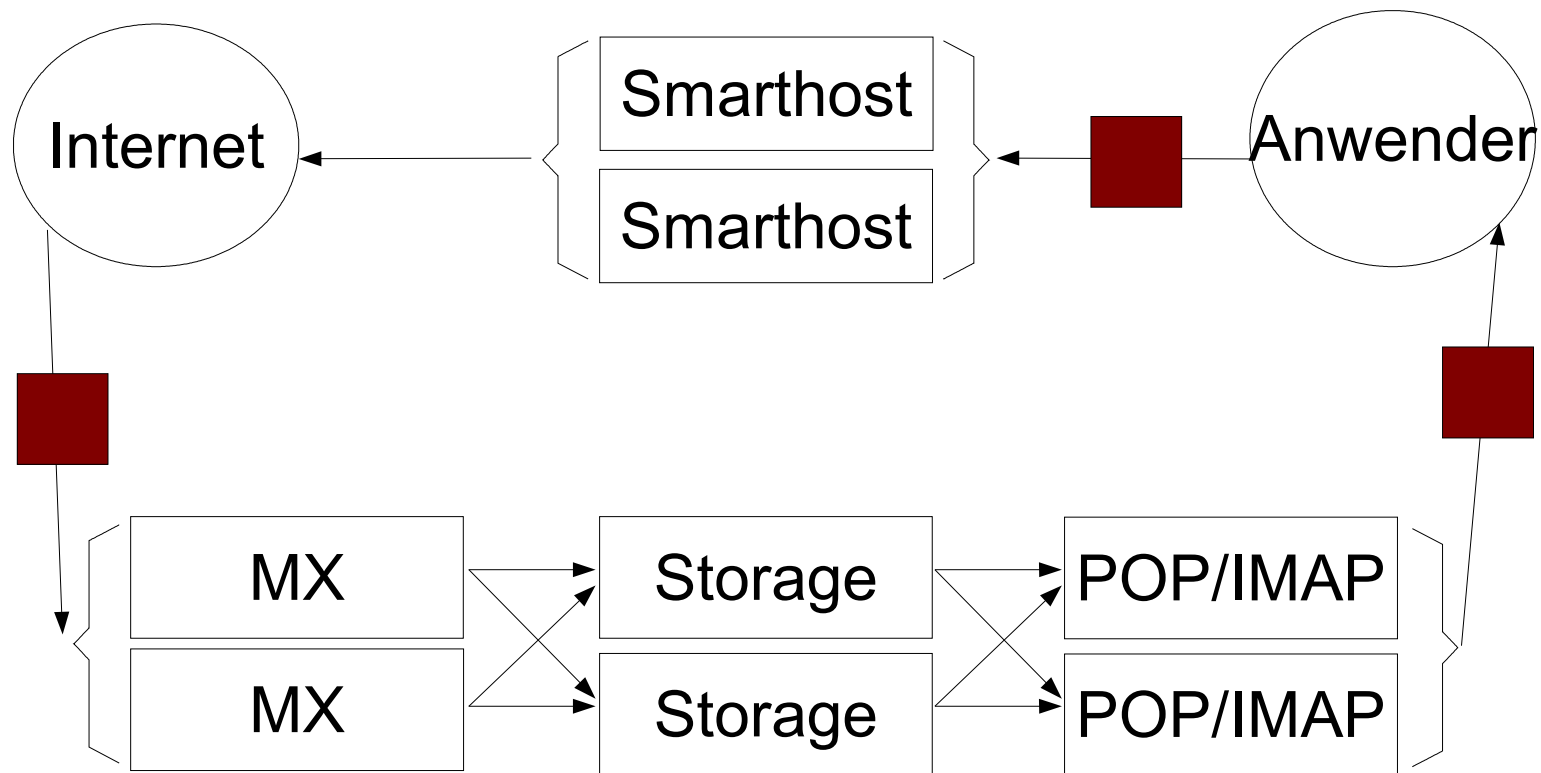 Internet
Smarthost
Smarthost
Anwender
MX
Storage
POP/IMAP
MX
Storage
POP/IMAP